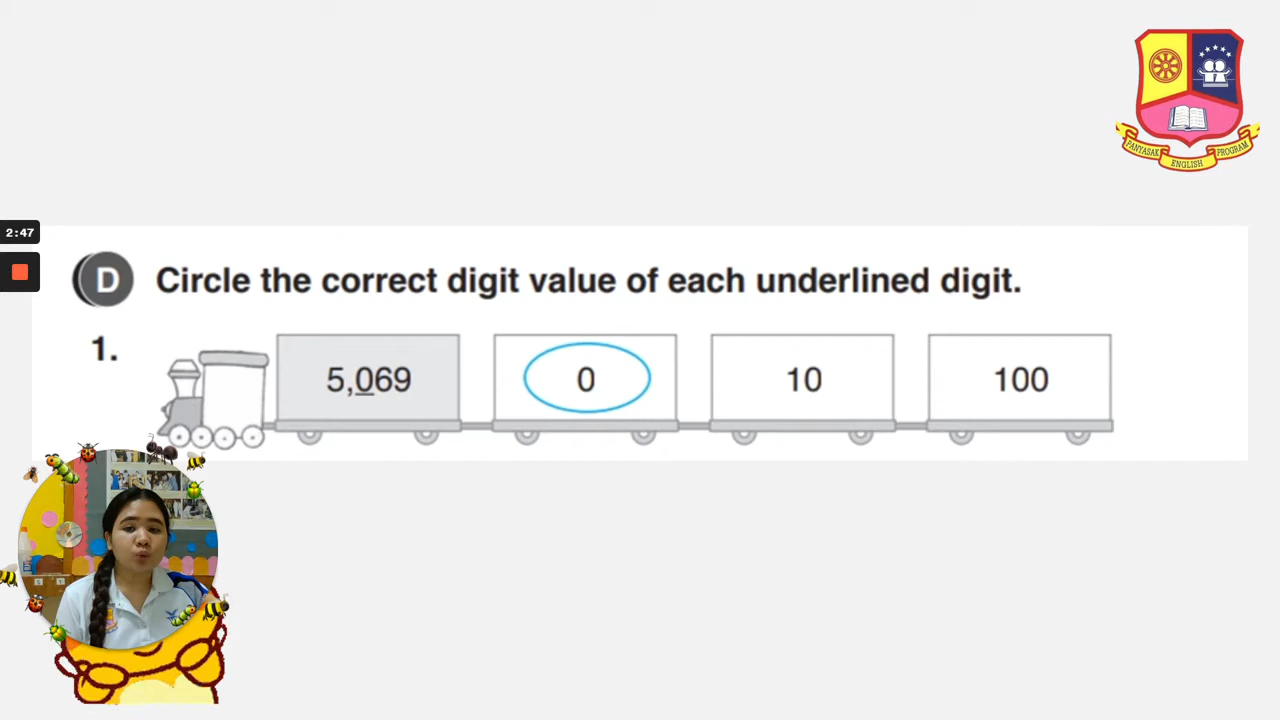 PANYASAK ENGLISH PROGRAM
2:47
D Circle the correct digit value of each underlined digit.
1. 5,069 0 10 100